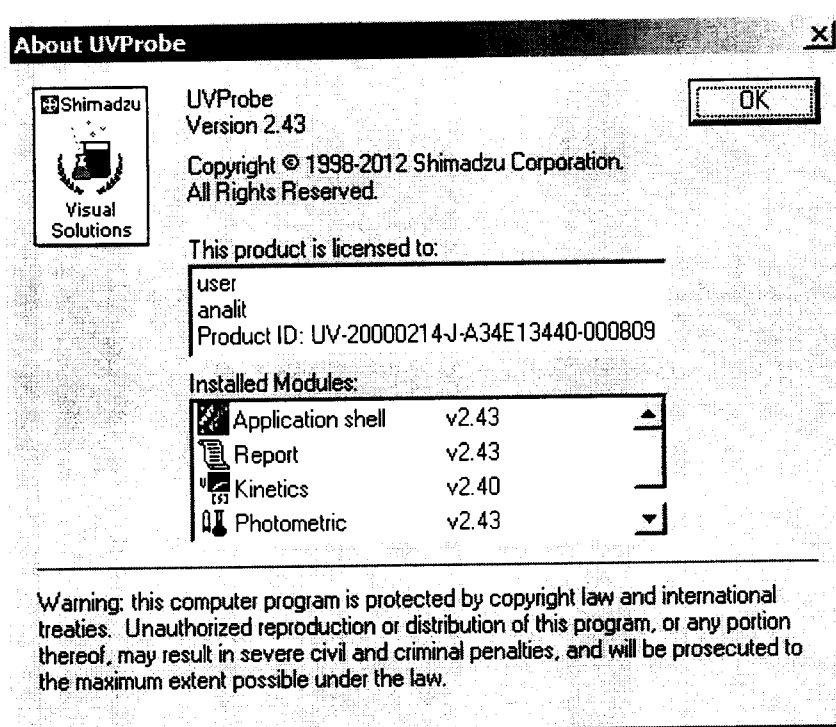 About UVProbe
Shimadzu
Visual
Solutions
UVProbe
Version 2.43
OK
Copyright © 1998-2012 Shimadzu Corporation.
All Rights Reserved.
This product is licensed to:
user
analit
Product ID: UV-20000214-J-A34E13440-000809
Installed Modules:
Application shell v2.43
Report v2.43
Kinetics v2.40
Photometric v2.43
Warning: this computer program is protected by copyright law and international
treaties. Unauthorized reproduction or distribution of this program, or any portion
thereof, may result in severe civil and criminal penalties, and will be prosecuted to
the maximum extent possible under the law.